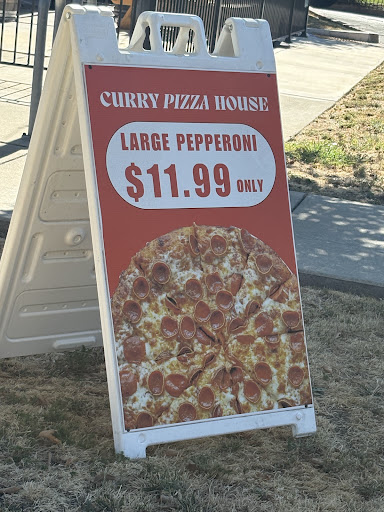 CURRY PIZZA HOUSE
LARGE PEPPERONI
$11.99 ONLY